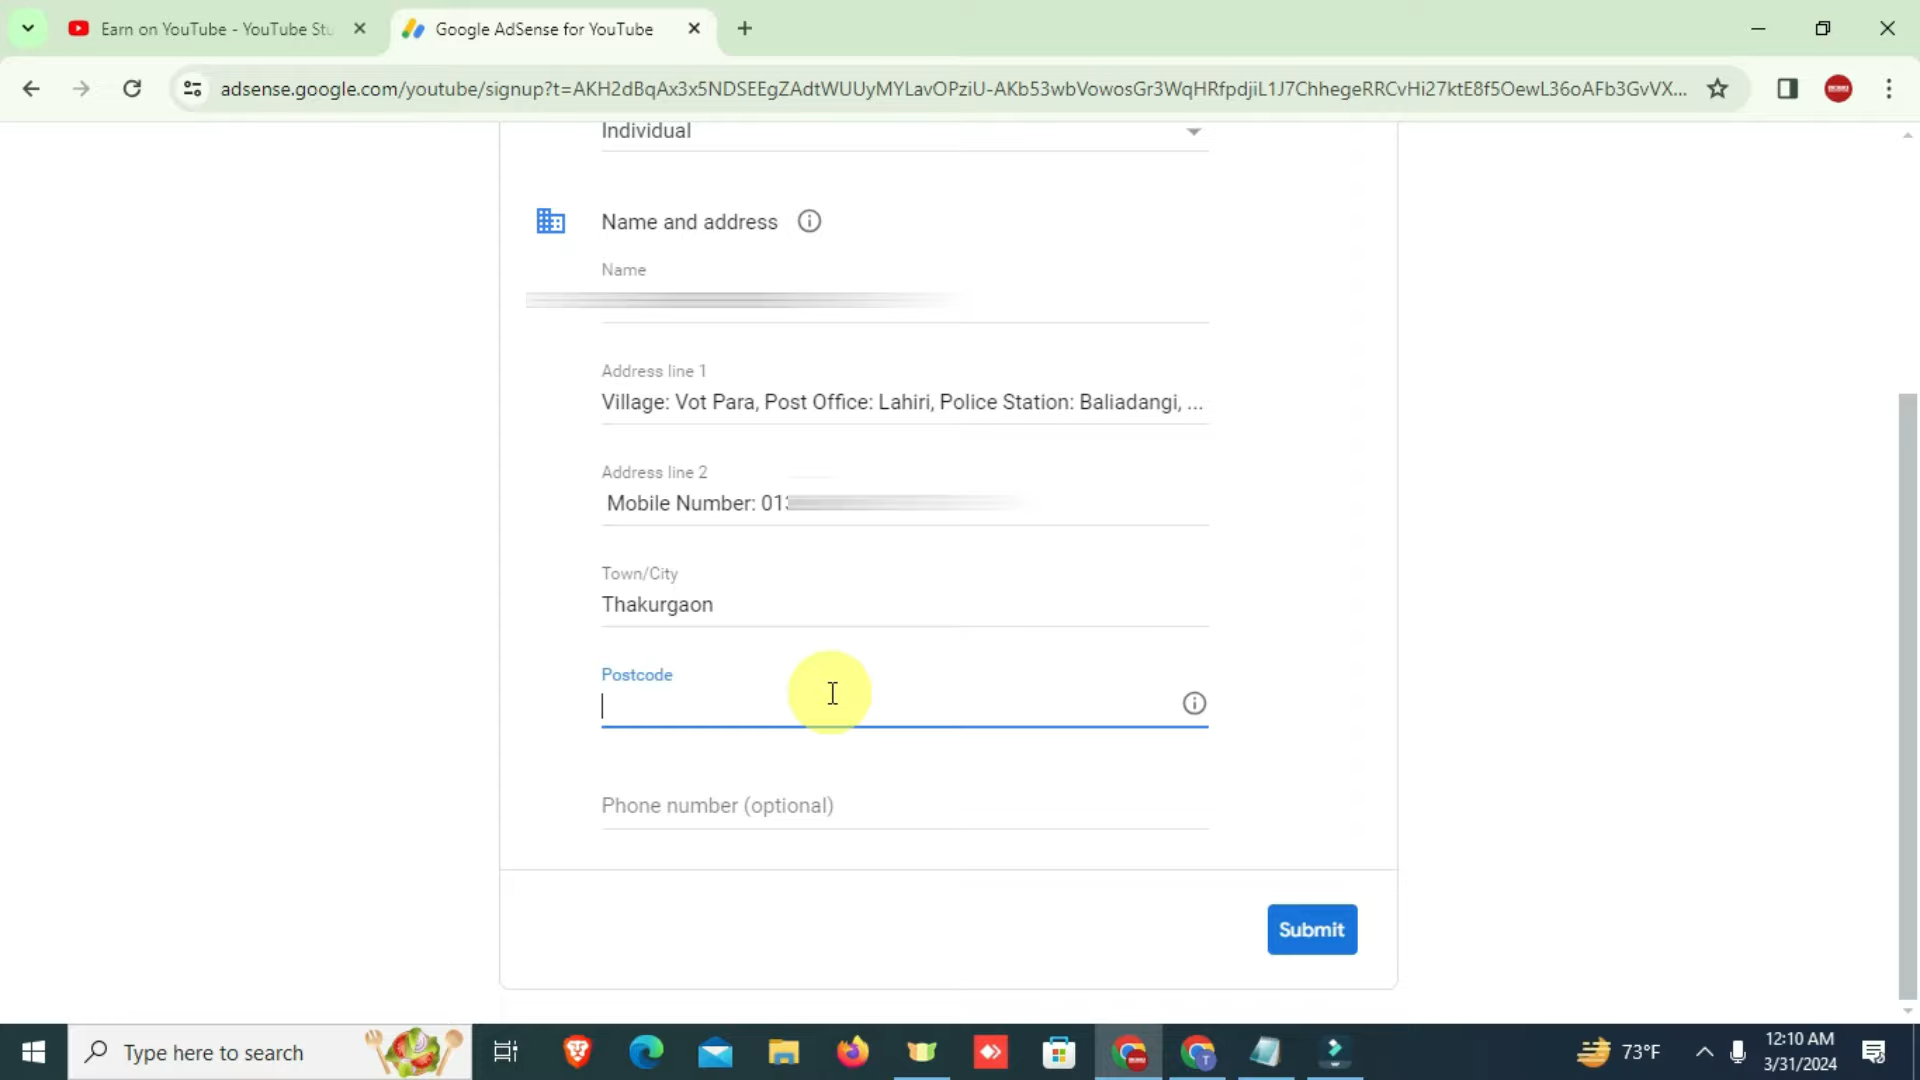 Earn on YouTube - YouTube Stu
Google AdSense for YouTube
adsense.google.com/youtube/signup?t=AKH2dBqAx3x5NDSEEgZAdtWUUyMYLavOPziU-AKb53wbVowosGr3WqHRfpdjiL1J7ChhegeRRCvHi27ktE8f5OewL36oAFb3GvVX...
Individual
Name and address
Name
Address line 1
Village: Vot Para, Post Office: Lahiri, Police Station: Baliadangi, ...
Address line 2
Mobile Number: 013
Town/City
Thakurgaon
Postcode
Phone number (optional)
Submit
Type here to search
73°F
12:10 AM
3/31/2024